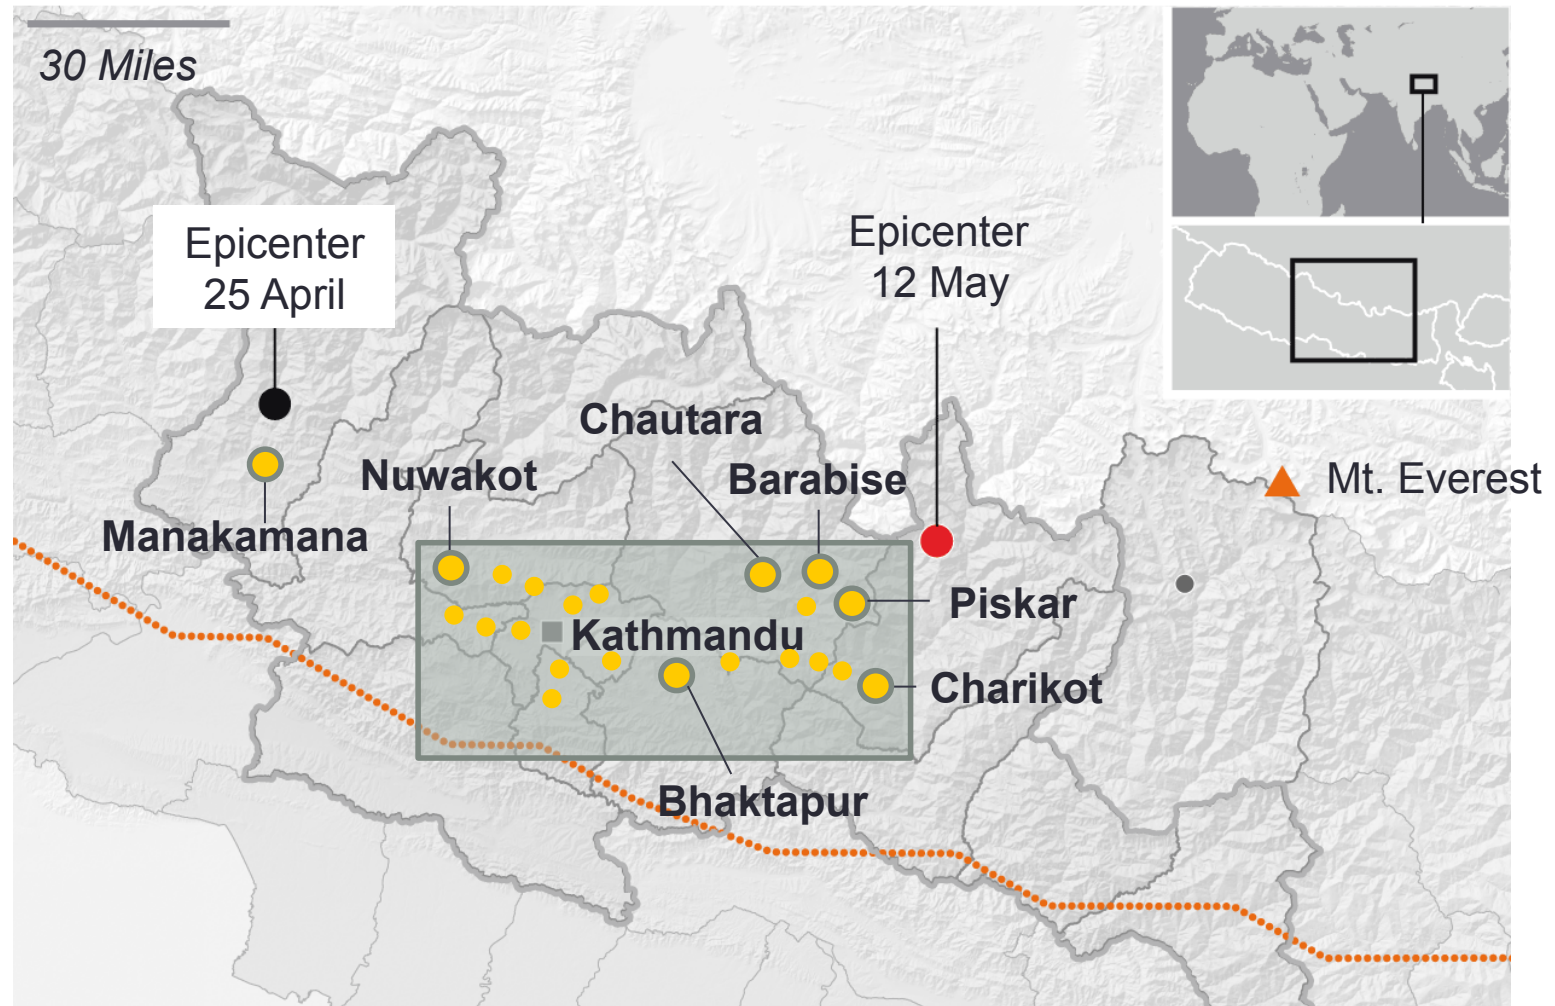 30 Miles
Epicenter
25 April
Epicenter
12 May
Chautara
Nuwakot
Barabise
Mt. Everest
Manakamana
Piskar
Kathmandu
Charikot
Bhaktapur